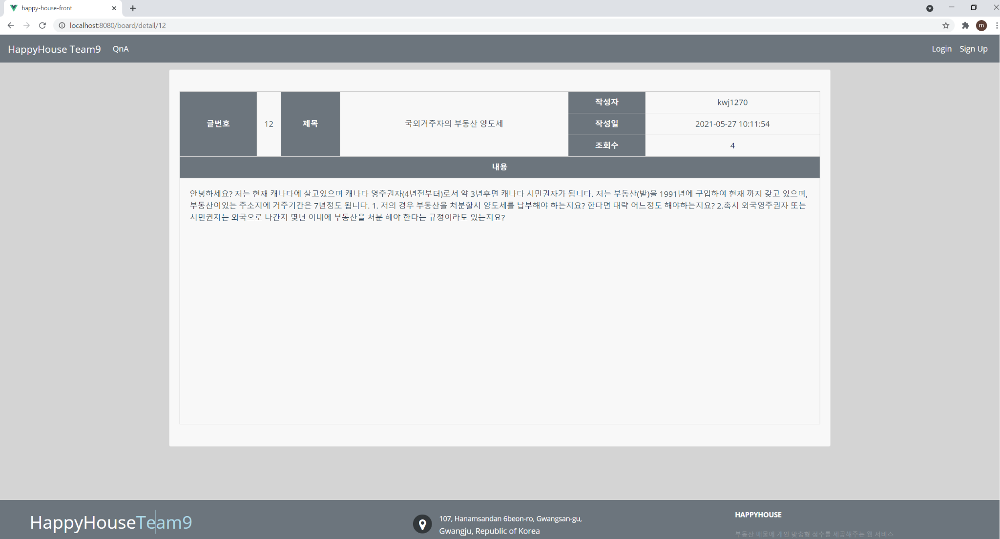 happy-house-front
localhost:8080/board/detail/12
m
HappyHouse Team9 QnA Login Sign Up
글번호 12 제목 국외거주자의 부동산 양도세
작성자 kwj1270
작성일 2021-05-27 10:11:54
조회수 4
내용
안녕하세요? 저는 현재 캐나다에 살고있으며 캐나다 영주권자(4년전부터)로서 약 3년후면 캐나다 시민권자가 됩니다. 저는 부동산(밭)을 1991년에 구입하여 현재 까지 갖고 있으며,
부동산이있는 주소지에 거주기간은 7년정도 됩니다. 1. 저의 경우 부동산을 처분할시 양도세를 납부해야 하는지요? 한다면 대략 어느정도 해야하는지요? 2.혹시 외국영주권자 또는
시민권자는 외국으로 나간지 몇년 이내에 부동산을 처분 해야 한다는 규정이라도 있는지요?
HappyHouseTeam9
107, Hanamsandan 6beon-ro, Gwangsan-gu,
Gwangju, Republic of Korea
HAPPYHOUSE
부동산 매물에 개인 맞춤형 점수를 제공해주는 웹 서비스